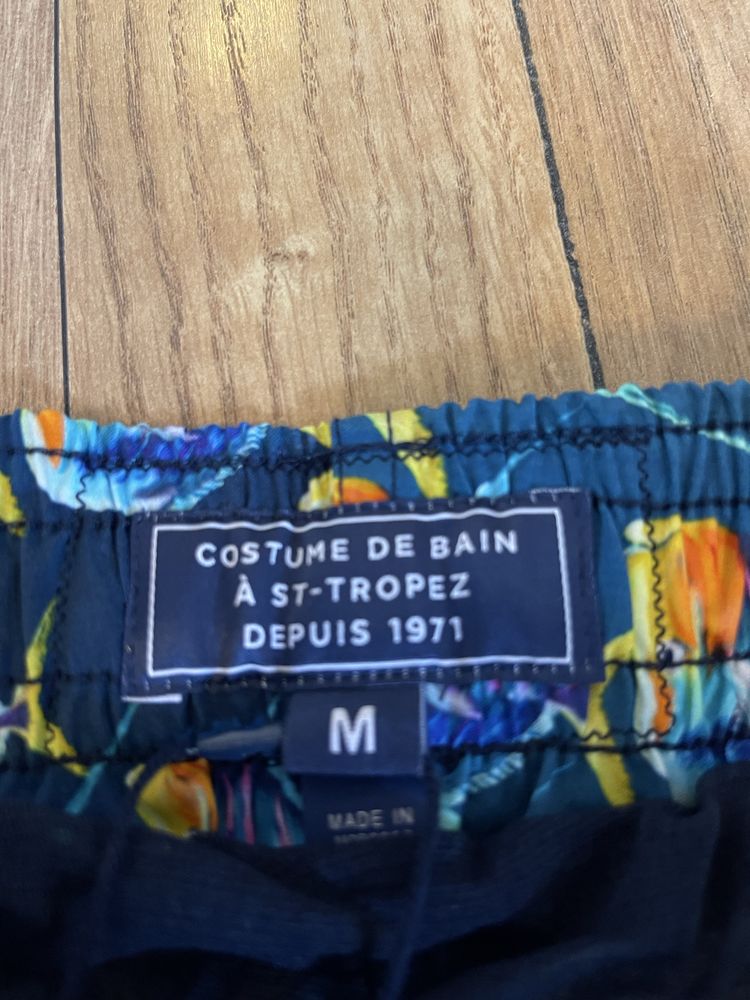 COSTUME DE BAIN
À ST-TROPEZ
DEPUIS 1971
M
MADE IN